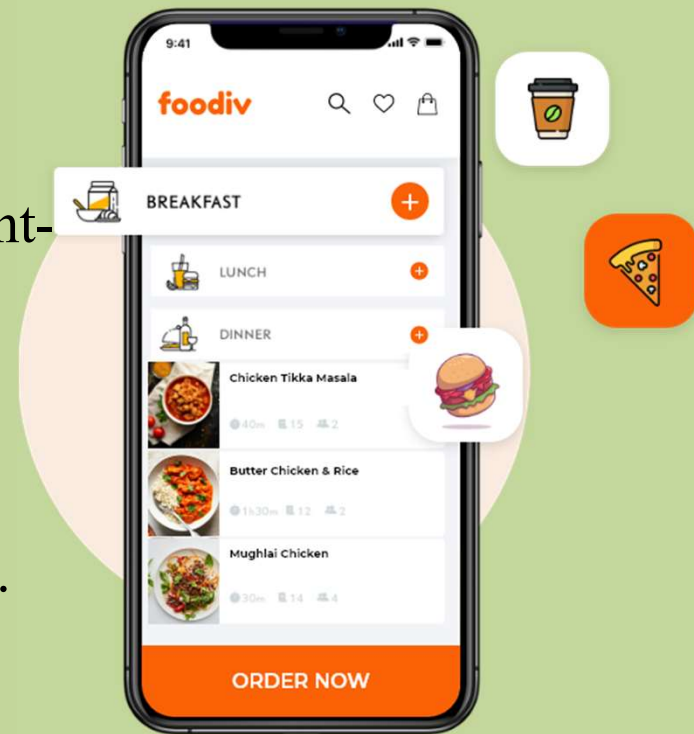 9:41
foodiv
BREAKFAST
nt-
LUNCH
DINNER
Chicken Tikka Masala
40m 15 2
Butter Chicken & Rice
1h30m 12 2
.
Mughlai Chicken
30m 14 4
ORDER NOW